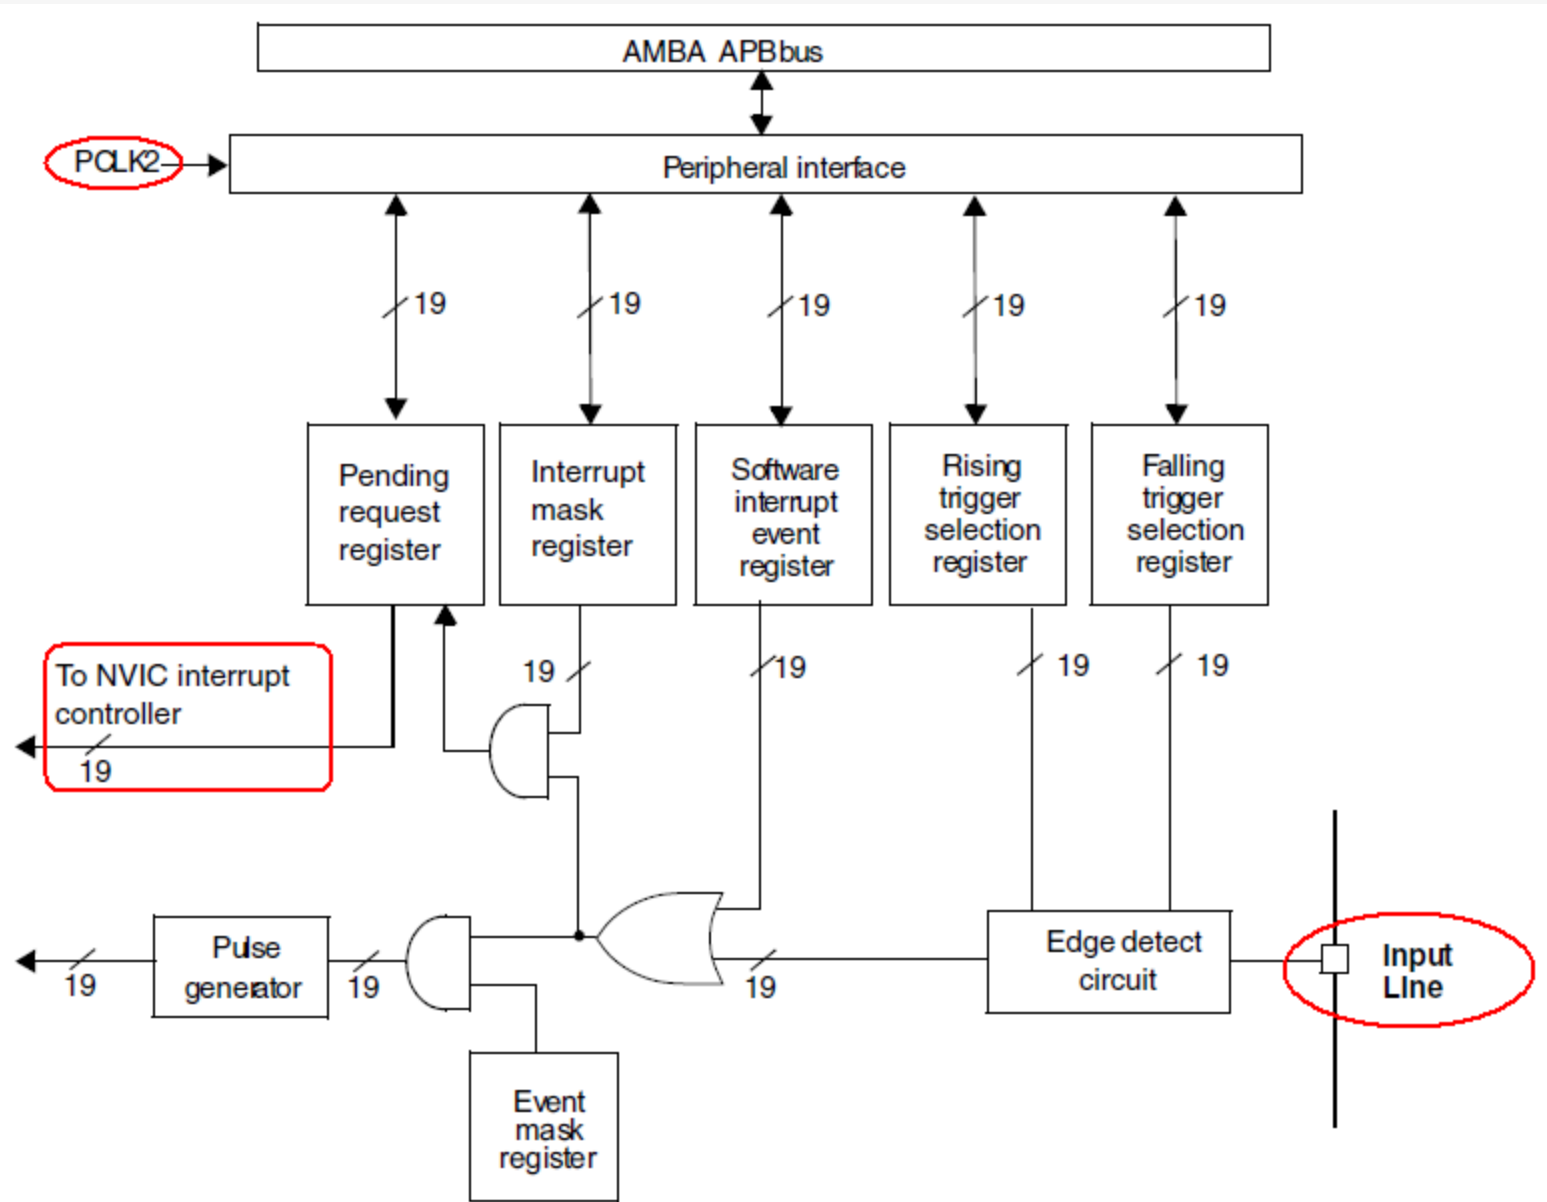 AMBA APB bus
PCLK2
Peripheral interface
19
19
19
19
19
Pending
request
register
Interrupt
mask
register
Software
interrupt
event
register
Rising
trigger
selection
register
Falling
trigger
selection
register
To NVIC interrupt
controller
19
19
19
19
19
Pulse
generator
19
19
19
Edge detect
circuit
Input
LIne
Event
mask
register